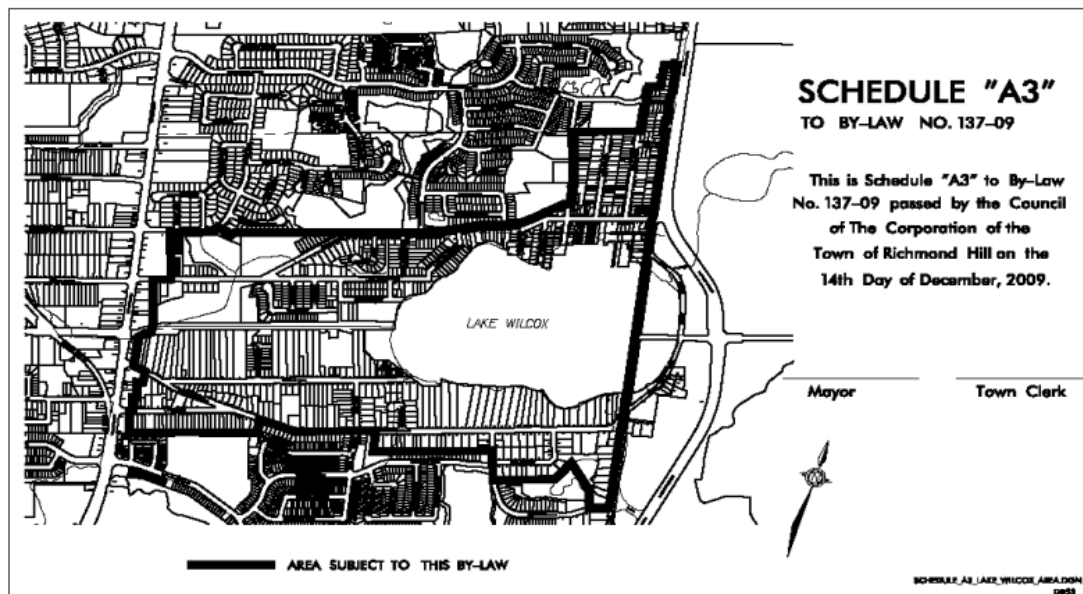 SCHEDULE "A3"
TO BY-LAW NO. 137-09
This is Schedule "A3" to By-Law
No. 137-09 passed by the Council
of The Corporation of the
Town of Richmond Hill on the
14th Day of December, 2009.
LAKE WILCOX
Mayor Town Clerk
AREA SUBJECT TO THIS BY-LAW
SCHEDULE_A3_LAKE_WILCOX_AREA.DGN